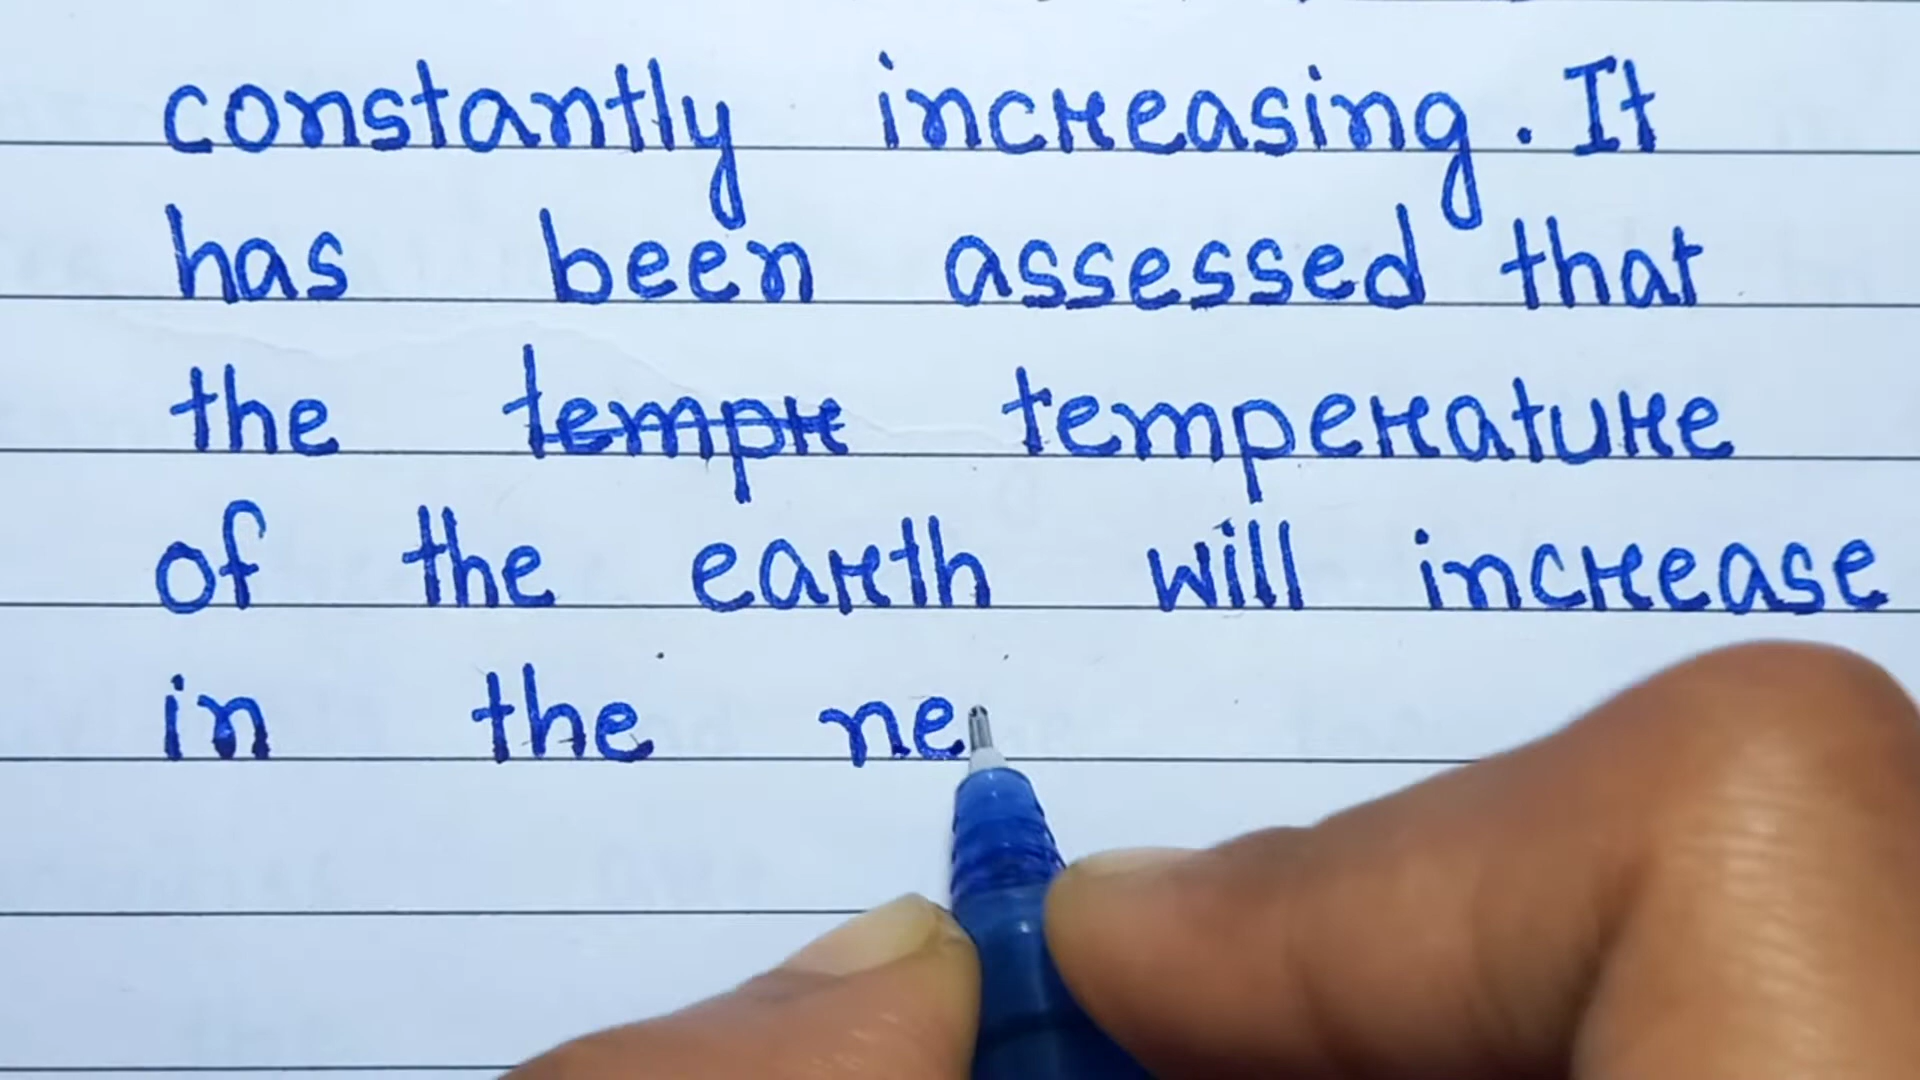 constantly increasing. It
has been assessed that
the tempr temperature
of the earth will increase
in the ne